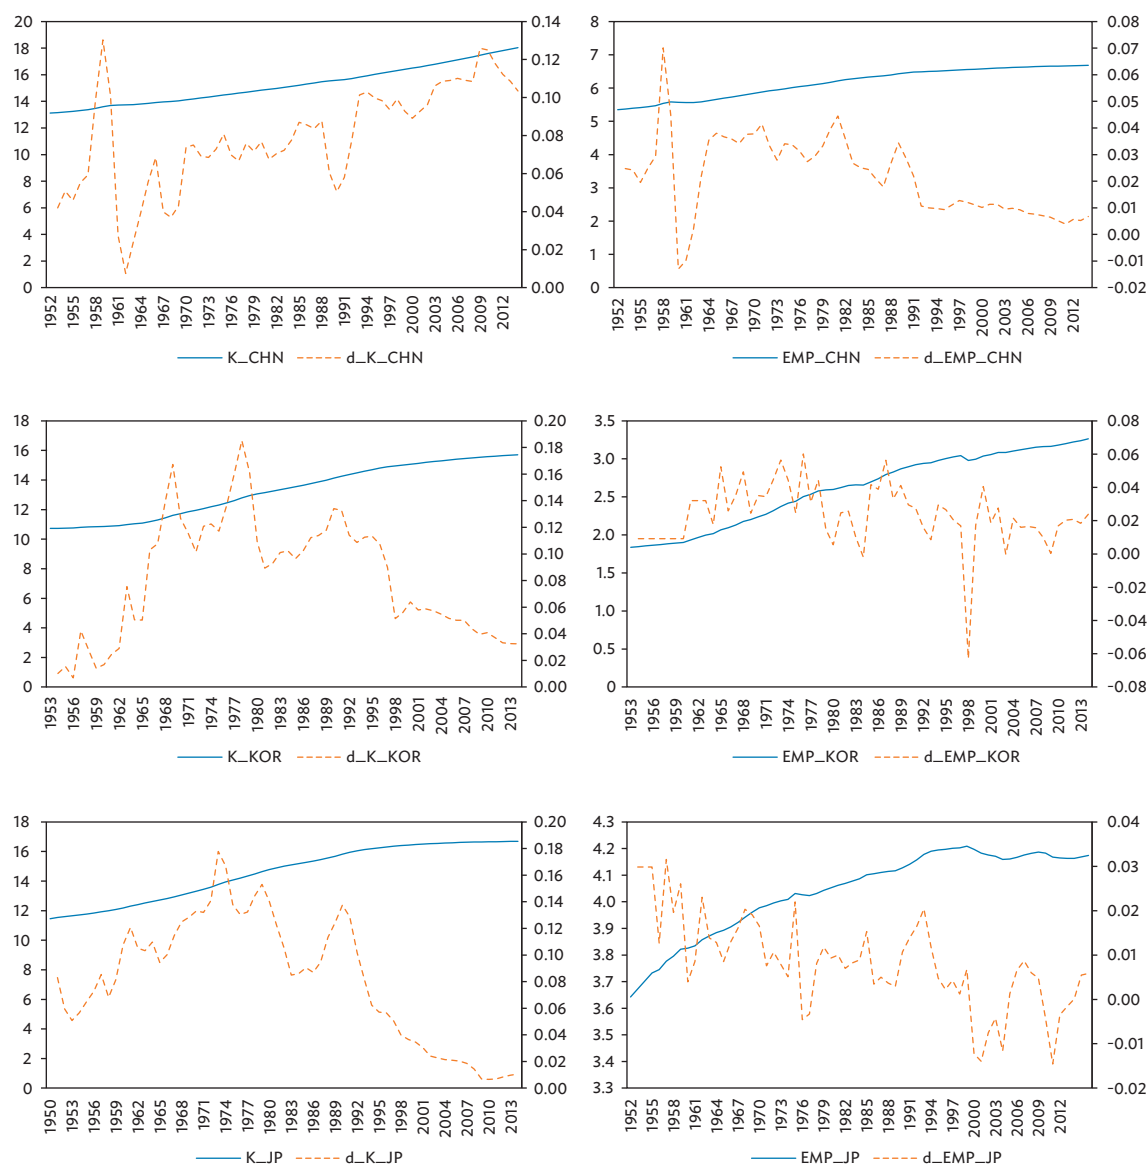 20 0.14 8 0.08
18 0.12 7 0.07
16 0.10 6 0.06
14 0.08 5 0.05
12 0.06 4 0.04
10 0.04 3 0.03
8 0.02 2 0.02
6 0.00 1 0.01
4 0 0.00
2 -0.01
0 -0.02
1952 1955 1958 1961 1964 1967 1970 1973 1976 1979 1982 1985 1988 1991 1994 1997 2000 2003 2006 2009 2012
1952 1955 1958 1961 1964 1967 1970 1973 1976 1979 1982 1985 1988 1991 1994 1997 2000 2003 2006 2009 2012
K_CHN d_K_CHN EMP_CHN d_EMP_CHN
18 0.20 3.5 0.08
16 0.18 3.0 0.06
14 0.16 2.5 0.04
12 0.14 2.0 0.02
10 0.12 1.5 0.00
8 0.10 1.0 -0.02
6 0.08 0.5 -0.04
4 0.06 0 -0.06
2 0.04 -0.08
0 0.02
0.00
1953 1956 1959 1962 1965 1968 1971 1974 1977 1980 1983 1986 1989 1992 1995 1998 2001 2004 2007 2010 2013
1953 1956 1959 1962 1965 1968 1971 1974 1977 1980 1983 1986 1989 1992 1995 1998 2001 2004 2007 2010 2013
K_KOR d_K_KOR EMP_KOR d_EMP_KOR
18 0.20 4.3 0.04
16 0.18 4.2 0.03
14 0.16 4.1 0.02
12 0.14 4.0 0.01
10 0.12 3.9 0.00
8 0.10 3.8 -0.01
6 0.08 3.7 -0.02
4 0.06 3.6
2 0.04 3.5
0 0.02 3.4
0.00 3.3
1950 1953 1956 1959 1962 1965 1968 1971 1974 1977 1980 1983 1986 1989 1992 1995 1998 2001 2004 2007 2010 2013
1952 1955 1958 1961 1964 1967 1970 1973 1976 1979 1982 1985 1988 1991 1994 1997 2000 2003 2006 2009 2012
K_JP d_K_JP EMP_JP d_EMP_JP